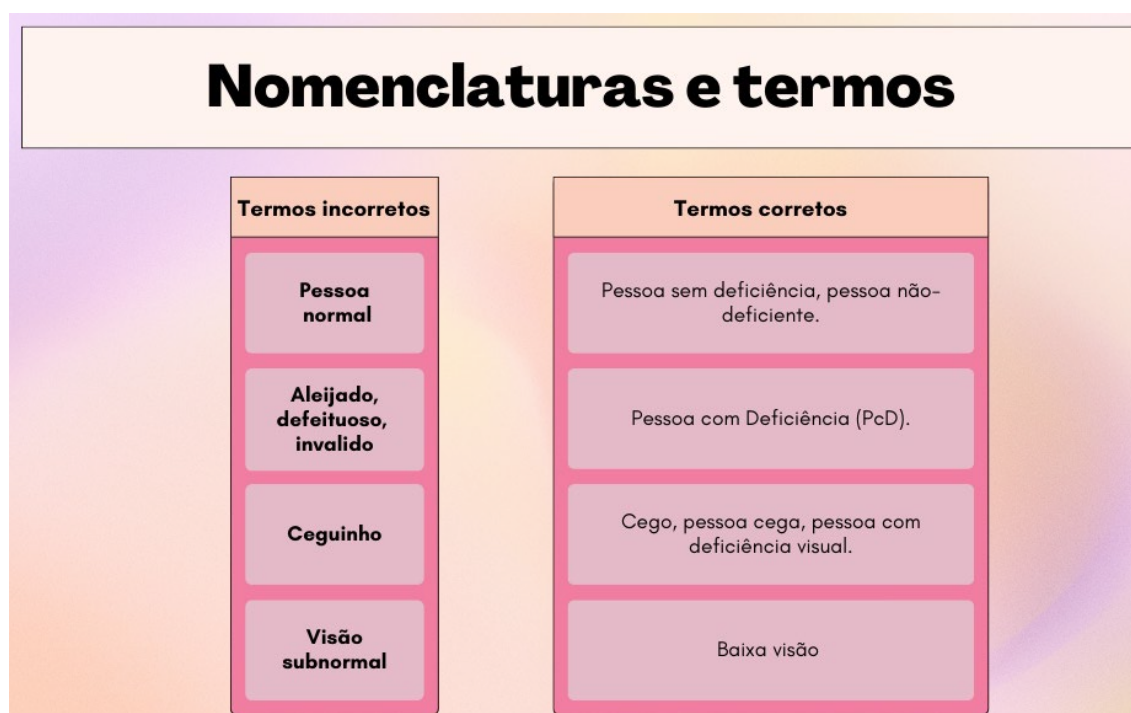 Nomenclaturas e termos
Termos incorretos
Termos corretos
Pessoa
normal
Pessoa sem deficiência, pessoa não-
deficiente.
Aleijado,
defeituoso,
invalido
Pessoa com Deficiência (PcD).
Ceguinho
Cego, pessoa cega, pessoa com
deficiência visual.
Visão
subnormal
Baixa visão